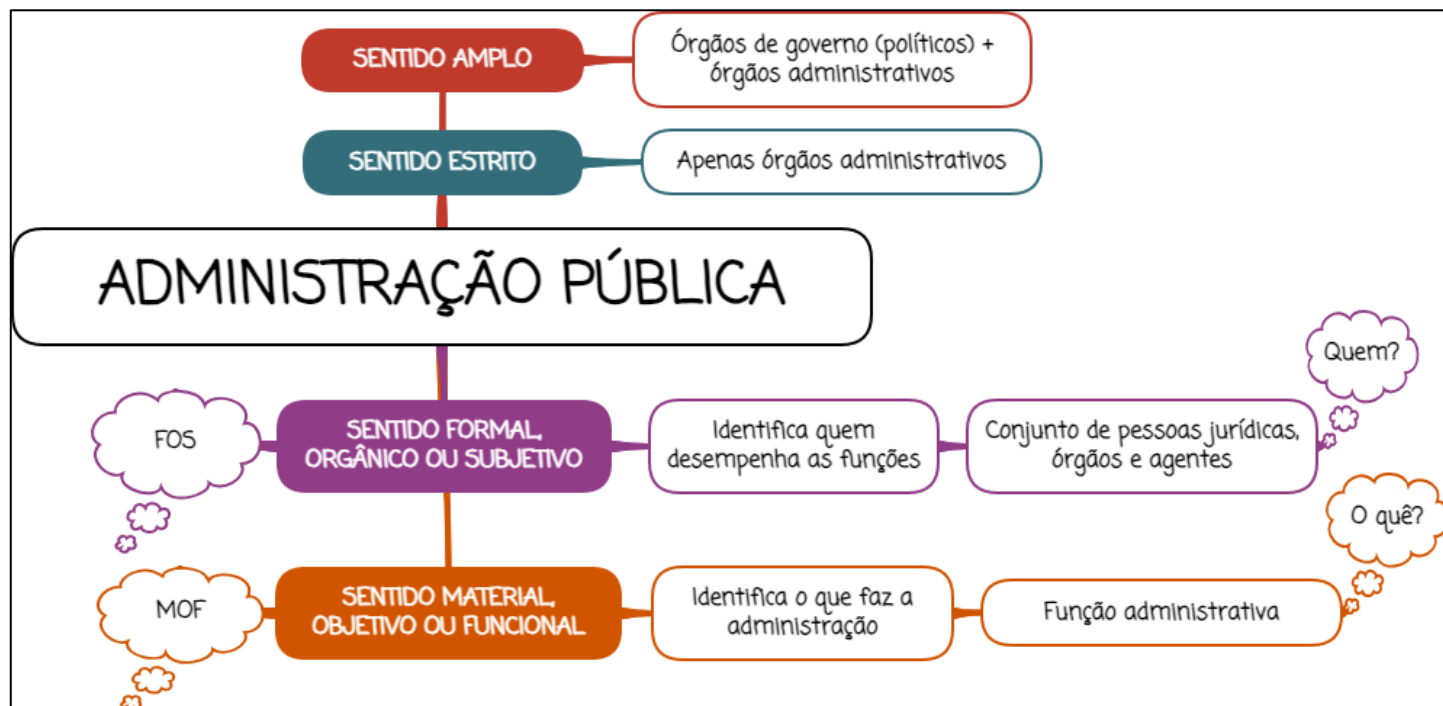 SENTIDO AMPLO
Órgãos de governo (políticos) +
órgãos administrativos
SENTIDO ESTRITO
Apenas órgãos administrativos
ADMINISTRAÇÃO PÚBLICA
Quem?
FOS
SENTIDO FORMAL,
ORGÂNICO OU SUBJETIVO
Identifica quem
desempenha as funções
Conjunto de pessoas jurídicas,
órgãos e agentes
O quê?
MOF
SENTIDO MATERIAL,
OBJETIVO OU FUNCIONAL
Identifica o que faz a
administração
Função administrativa